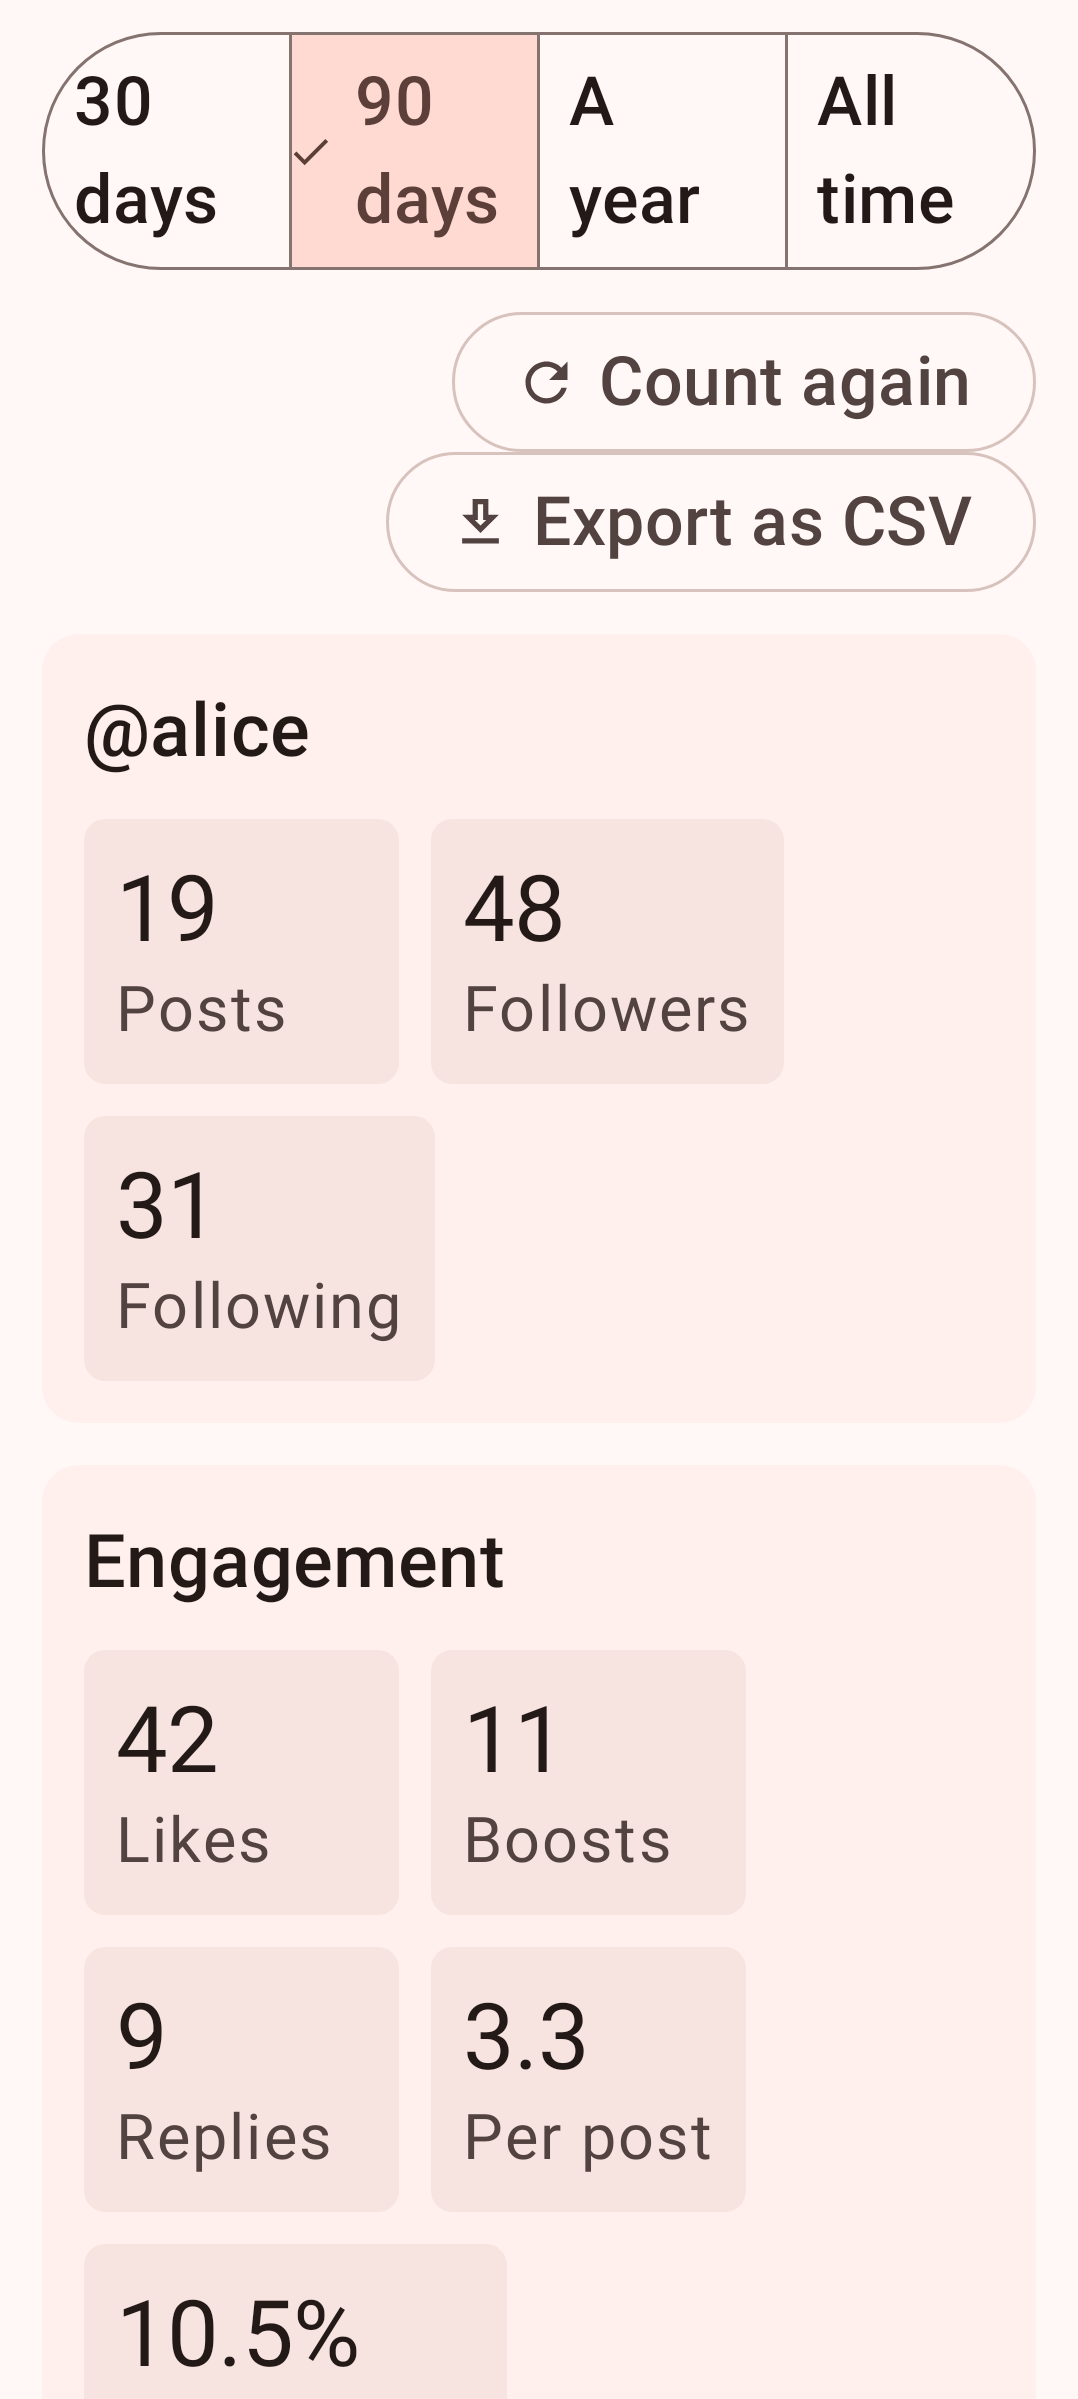 30 days
90 days
A year
All time
Count again
Export as CSV
@alice
19
Posts
48
Followers
31
Following
Engagement
42
Likes
11
Boosts
9
Replies
3.3
Per post
10.5%